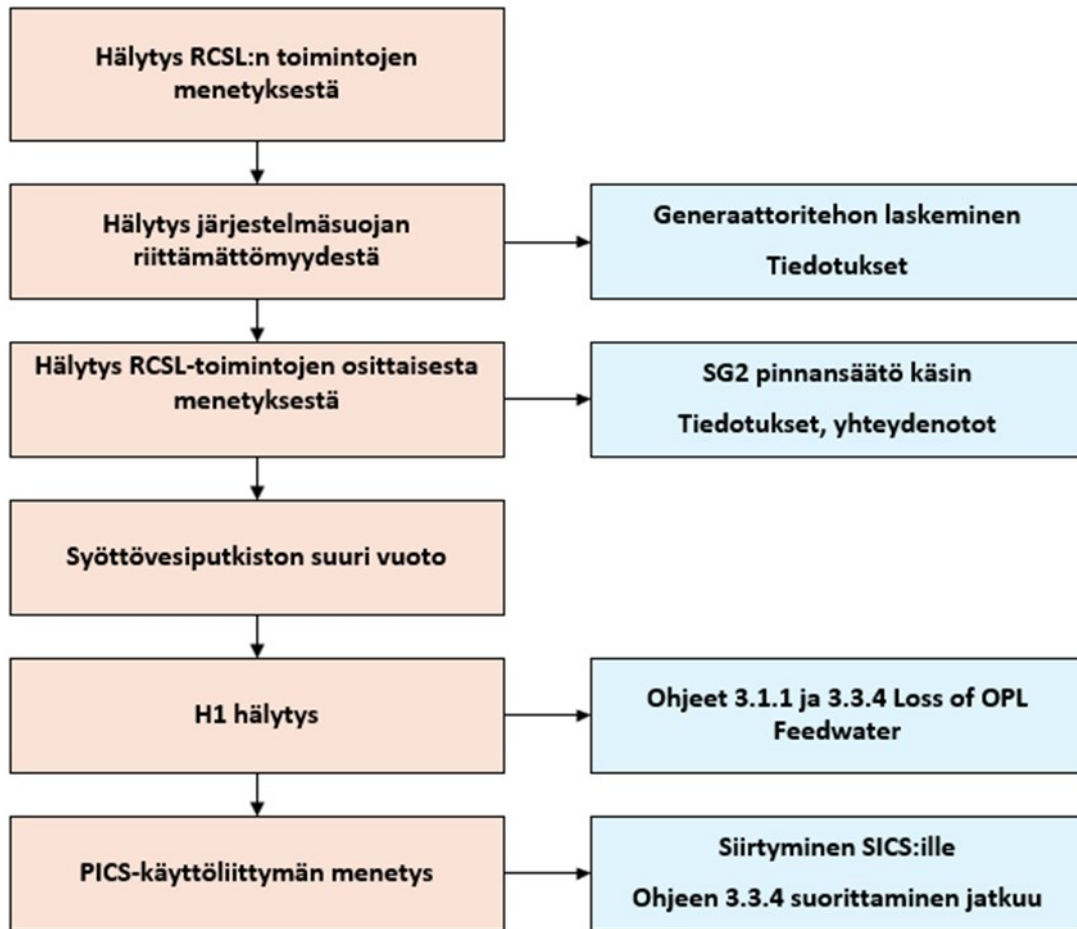 Hälytys RCSL:n toimintojen
menetyksestä
Hälytys järjestelmäsuojan
riittämättömyydestä
Generaattoritehon laskeminen
Tiedotukset
Hälytys RCSL-toimintojen osittaisesta
menetyksestä
SG2 pinnansäätö käsin
Tiedotukset, yhteydenotot
Syöttövesiputkiston suuri vuoto
H1 hälytys
Ohjeet 3.1.1 ja 3.3.4 Loss of OPL
Feedwater
PICS-käyttöliittymän menetys
Siirtyminen SICS:ille
Ohjeen 3.3.4 suorittaminen jatkuu